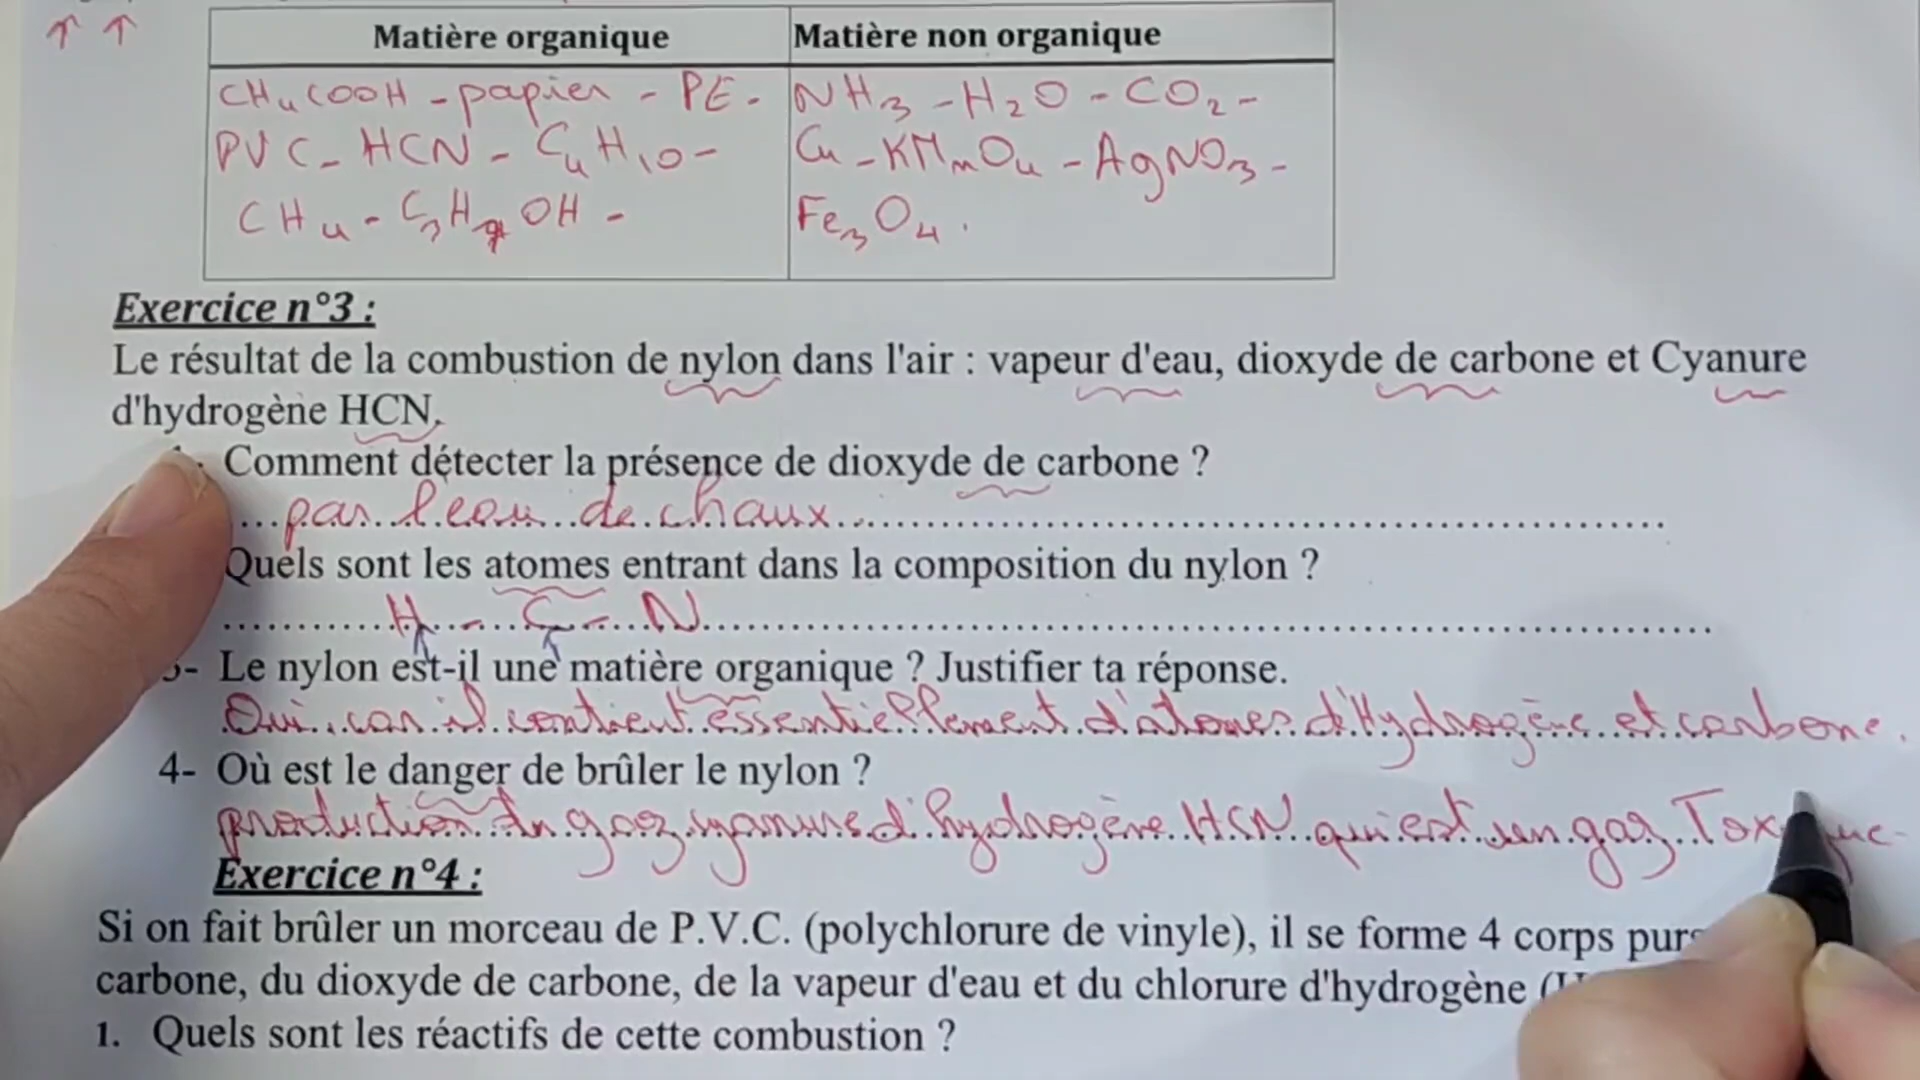 Matière organique Matière non organique
CH4COOH - papier - PE - NH3 - H2O - CO2 -
PVC - HCN - C4H10 - Cu - KMnO4 - AgNO3 -
CH4 - OH - Fe3O4.
Exercice n°3 :
Le résultat de la combustion de nylon dans l'air : vapeur d'eau, dioxyde de carbone et Cyanure
d'hydrogène HCN.
Comment détecter la présence de dioxyde de carbone ?
par l'eau de chaux
Quels sont les atomes entrant dans la composition du nylon ?
H - C - N
Le nylon est-il une matière organique ? Justifier ta réponse.
Oui, car il contient essentiellement d'atomes d'Hydrogène et carbone.
4- Où est le danger de brûler le nylon ?
production du gaz cyanure d'hydrogène HCN qui est un gaz
Exercice n°4 :
Si on fait brûler un morceau de P.V.C. (polychlorure de vinyle), il se forme 4 corps purs
carbone, du dioxyde de carbone, de la vapeur d'eau et du chlorure d'hydrogène
1. Quels sont les réactifs de cette combustion ?